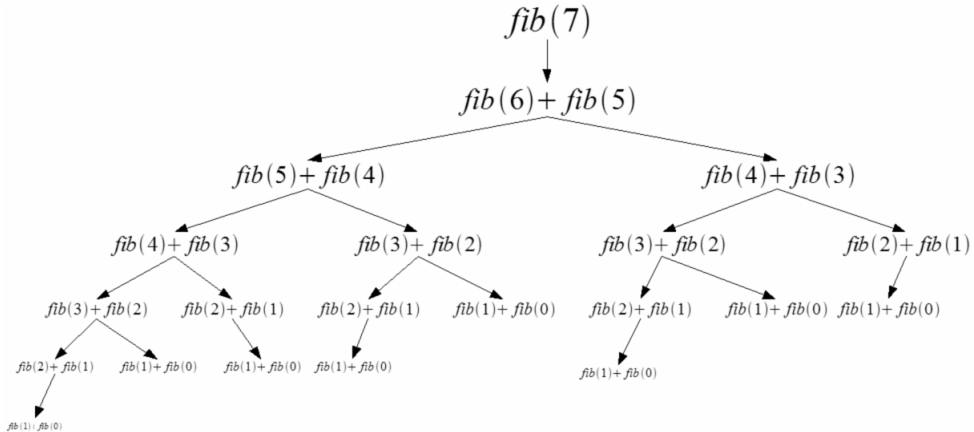 fib(7)
fib(6)+ fib(5)
fib(5)+ fib(4) fib(4)+ fib(3)
fib(4)+ fib(3) fib(3)+ fib(2) fib(3)+ fib(2) fib(2)+ fib(1)
fib(3)+ fib(2) fib(2)+ fib(1) fib(2)+ fib(1) fib(1)+ fib(0) fib(2)+ fib(1) fib(1)+ fib(0) fib(1)+ fib(0)
fib(2)+ fib(1) fib(1)+ fib(0) fib(1)+ fib(0) fib(1)+ fib(0) fib(1)+ fib(0)
fib(1)+ fib(0)